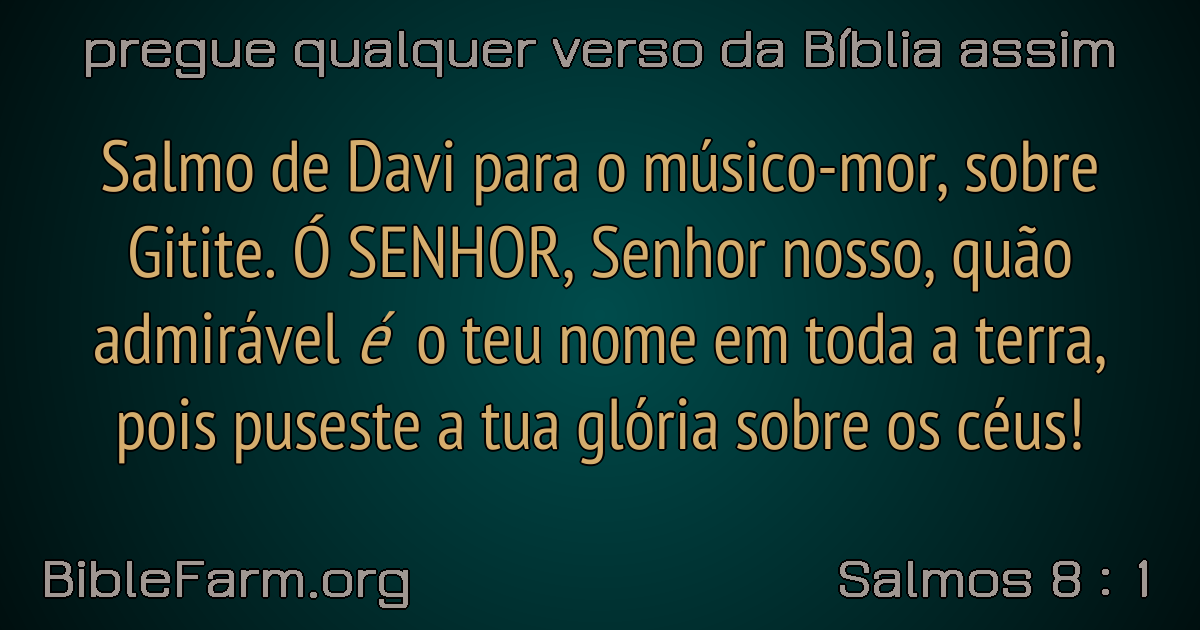 pregue qualquer verso da Bíblia assim
Salmo de Davi para o músico-mor, sobre
Gitite. Ó SENHOR, Senhor nosso, quão
admirável é o teu nome em toda a terra,
pois puseste a tua glória sobre os céus!
BibleFarm.org
Salmos 8 : 1